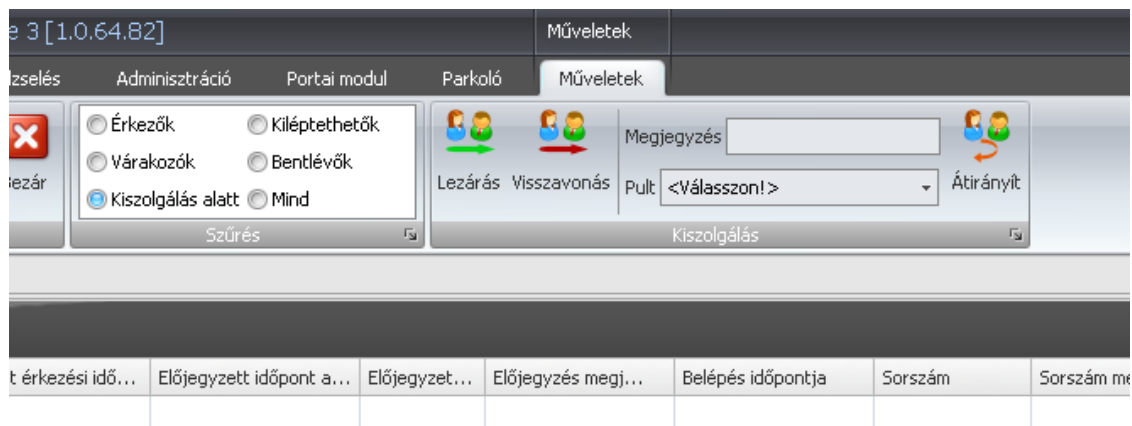 e 3 [1.0.64.82] Műveletek
lzselés Adminisztráció Portai modul Parkoló Műveletek
Érkezők Kiléptethetők
Várakozók Bentlévők
Kiszolgálás alatt Mind
ezár Lezárás Visszavonás Átirányít
Megjegyzés
Pult <Válasszon!>
Szűrés Kiszolgálás
t érkezési idő... Előjegyzett időpont a... Előjegyzet... Előjegyzés megj... Belépés időpontja Sorszám Sorszám me